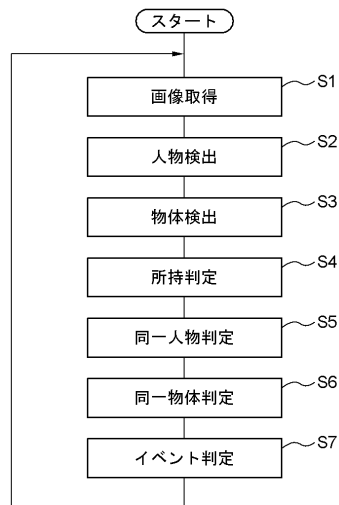 スタート
画像取得
S1
人物検出
S2
物体検出
S3
所持判定
S4
同一人物判定
S5
同一物体判定
S6
イベント判定
S7